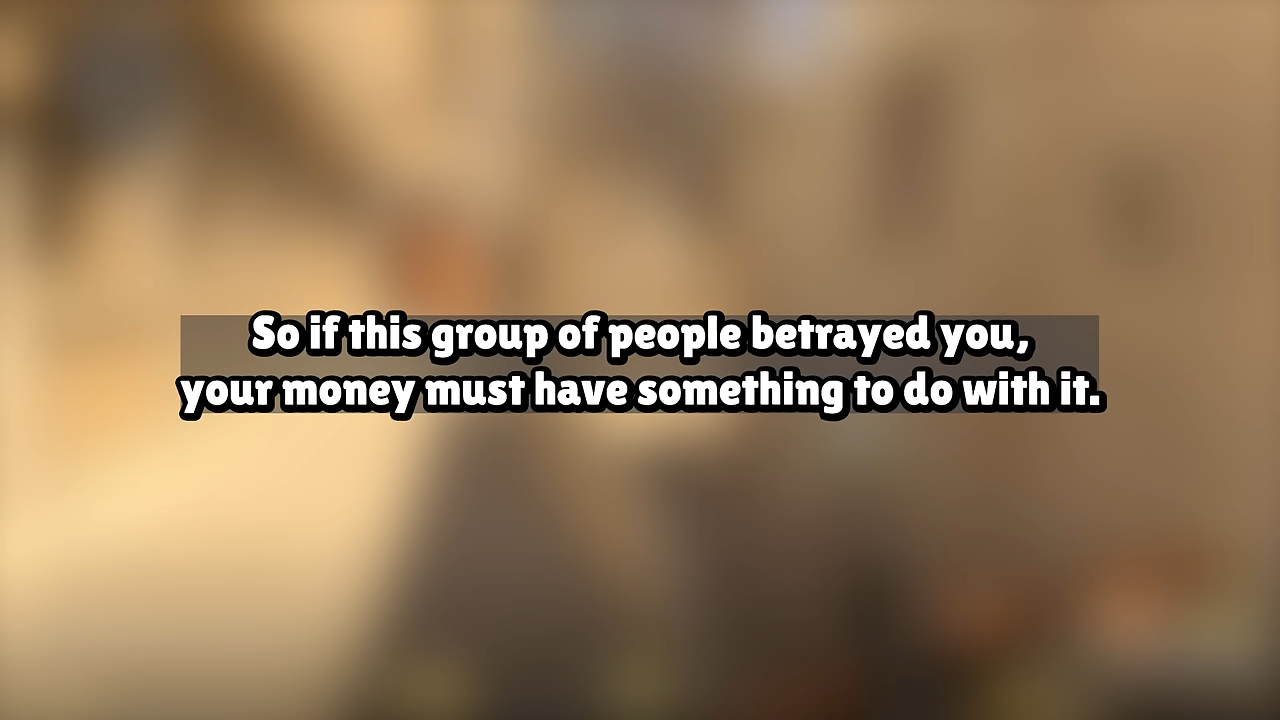 So if this group of people betrayed you,
your money must have something to do with it.